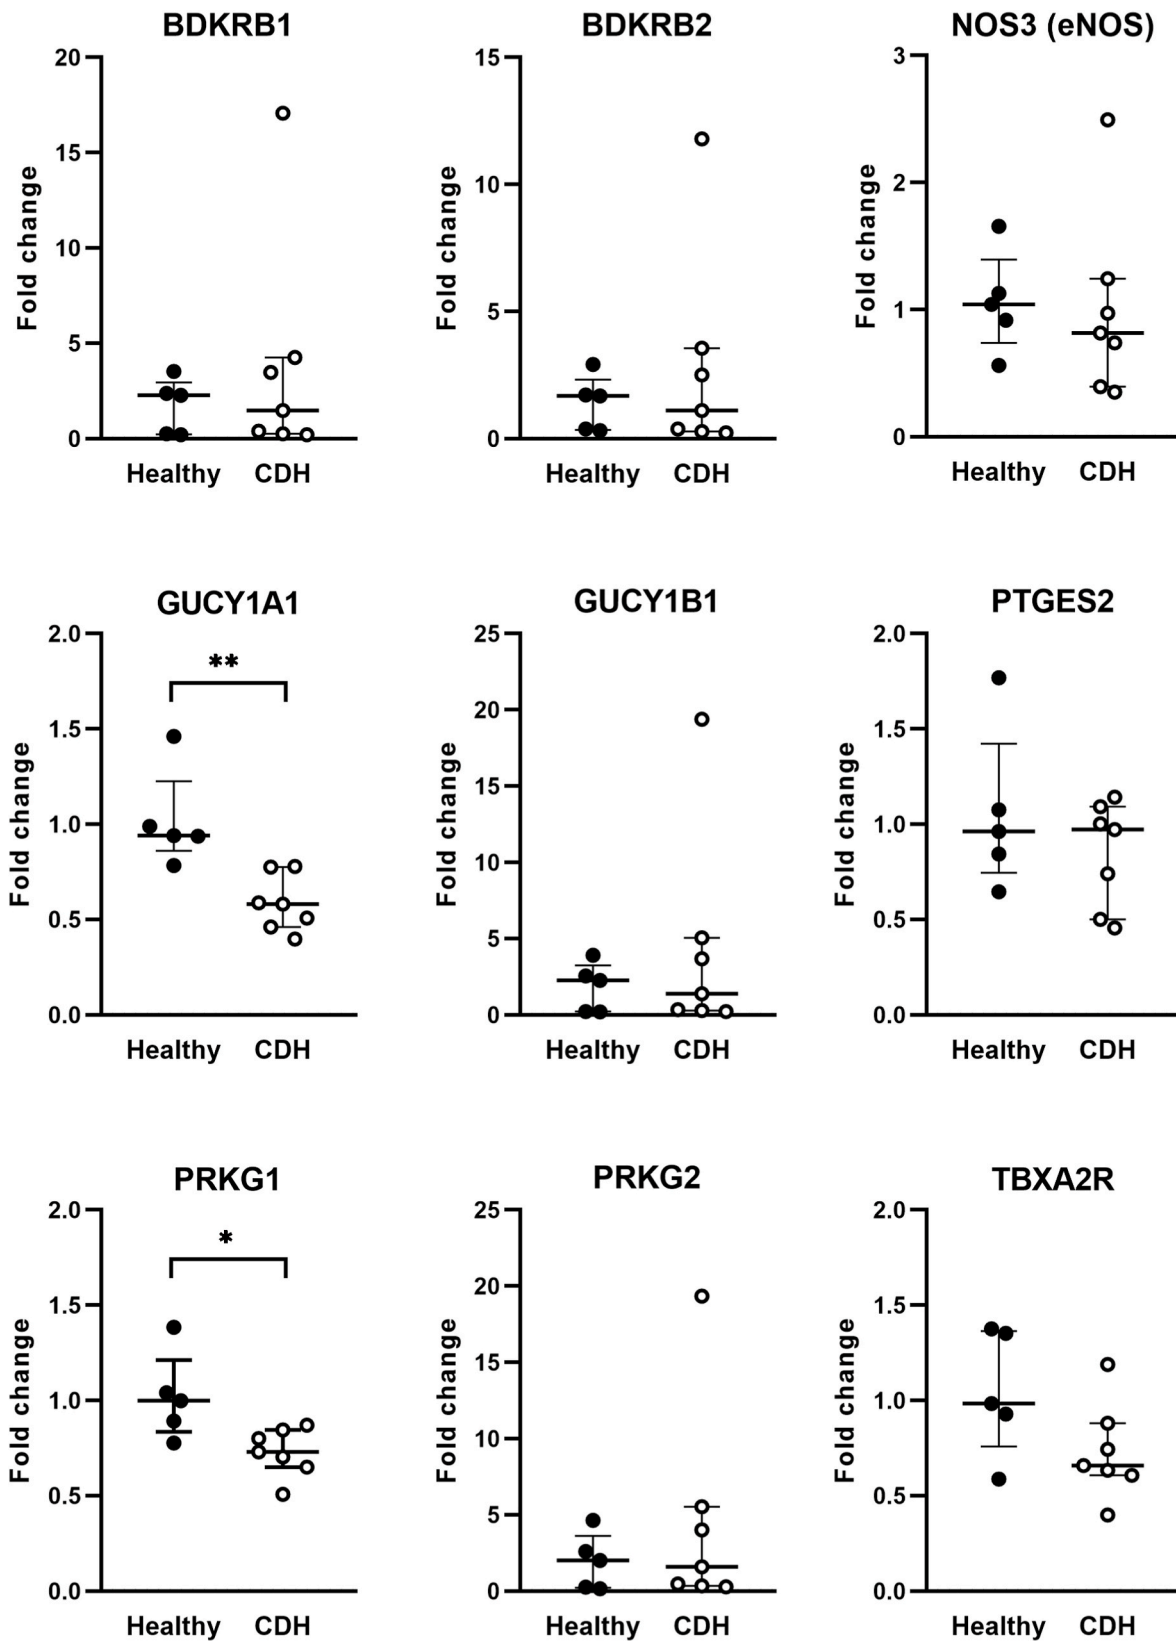 BDKRB1
BDKRB2
NOS3 (eNOS)
20
15
10
5
0
Fold change
Healthy CDH
15
10
5
0
Fold change
Healthy CDH
3
2
1
0
Fold change
Healthy CDH
GUCY1A1
GUCY1B1
PTGES2
2.0
1.5
1.0
0.5
0.0
Fold change
**
Healthy CDH
25
20
15
10
5
0
Fold change
Healthy CDH
2.0
1.5
1.0
0.5
0.0
Fold change
Healthy CDH
PRKG1
PRKG2
TBXA2R
2.0
1.5
1.0
0.5
0.0
Fold change
*
Healthy CDH
25
20
15
10
5
0
Fold change
Healthy CDH
2.0
1.5
1.0
0.5
0.0
Fold change
Healthy CDH